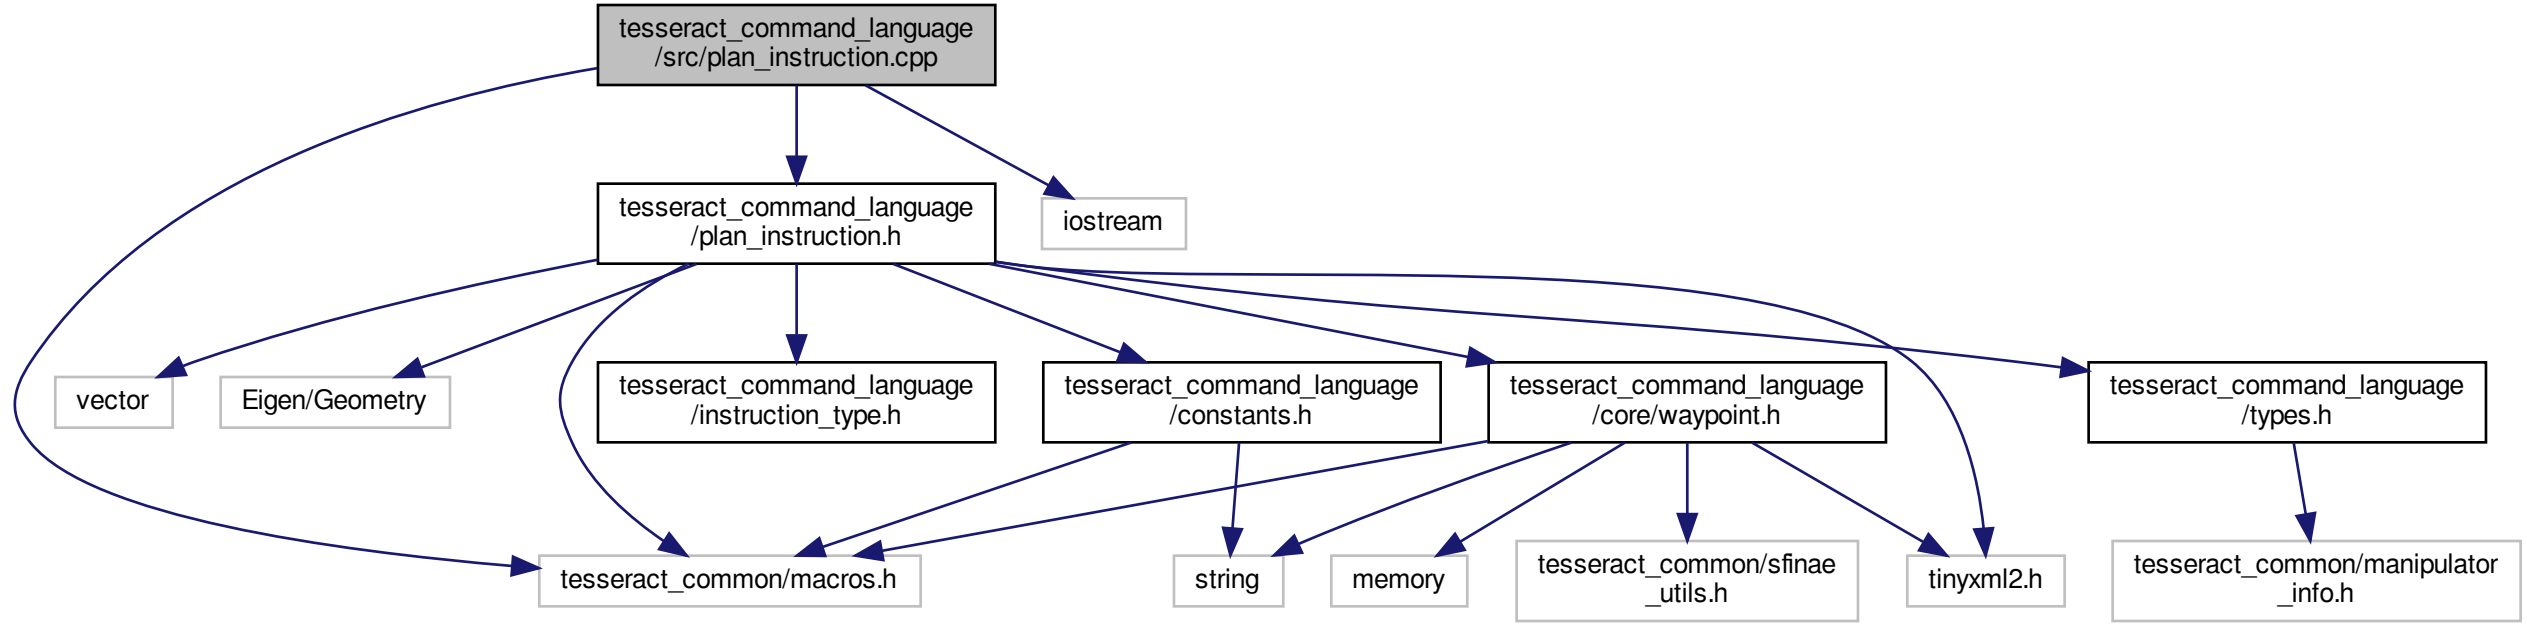 tesseract_command_language
/src/plan_instruction.cpp
tesseract_command_language
/plan_instruction.h
iostream
vector
Eigen/Geometry
tesseract_command_language
/instruction_type.h
tesseract_command_language
/constants.h
tesseract_command_language
/core/waypoint.h
tesseract_command_language
/types.h
tesseract_common/macros.h
string
memory
tesseract_common/sfinae
_utils.h
tinyxml2.h
tesseract_common/manipulator
_info.h